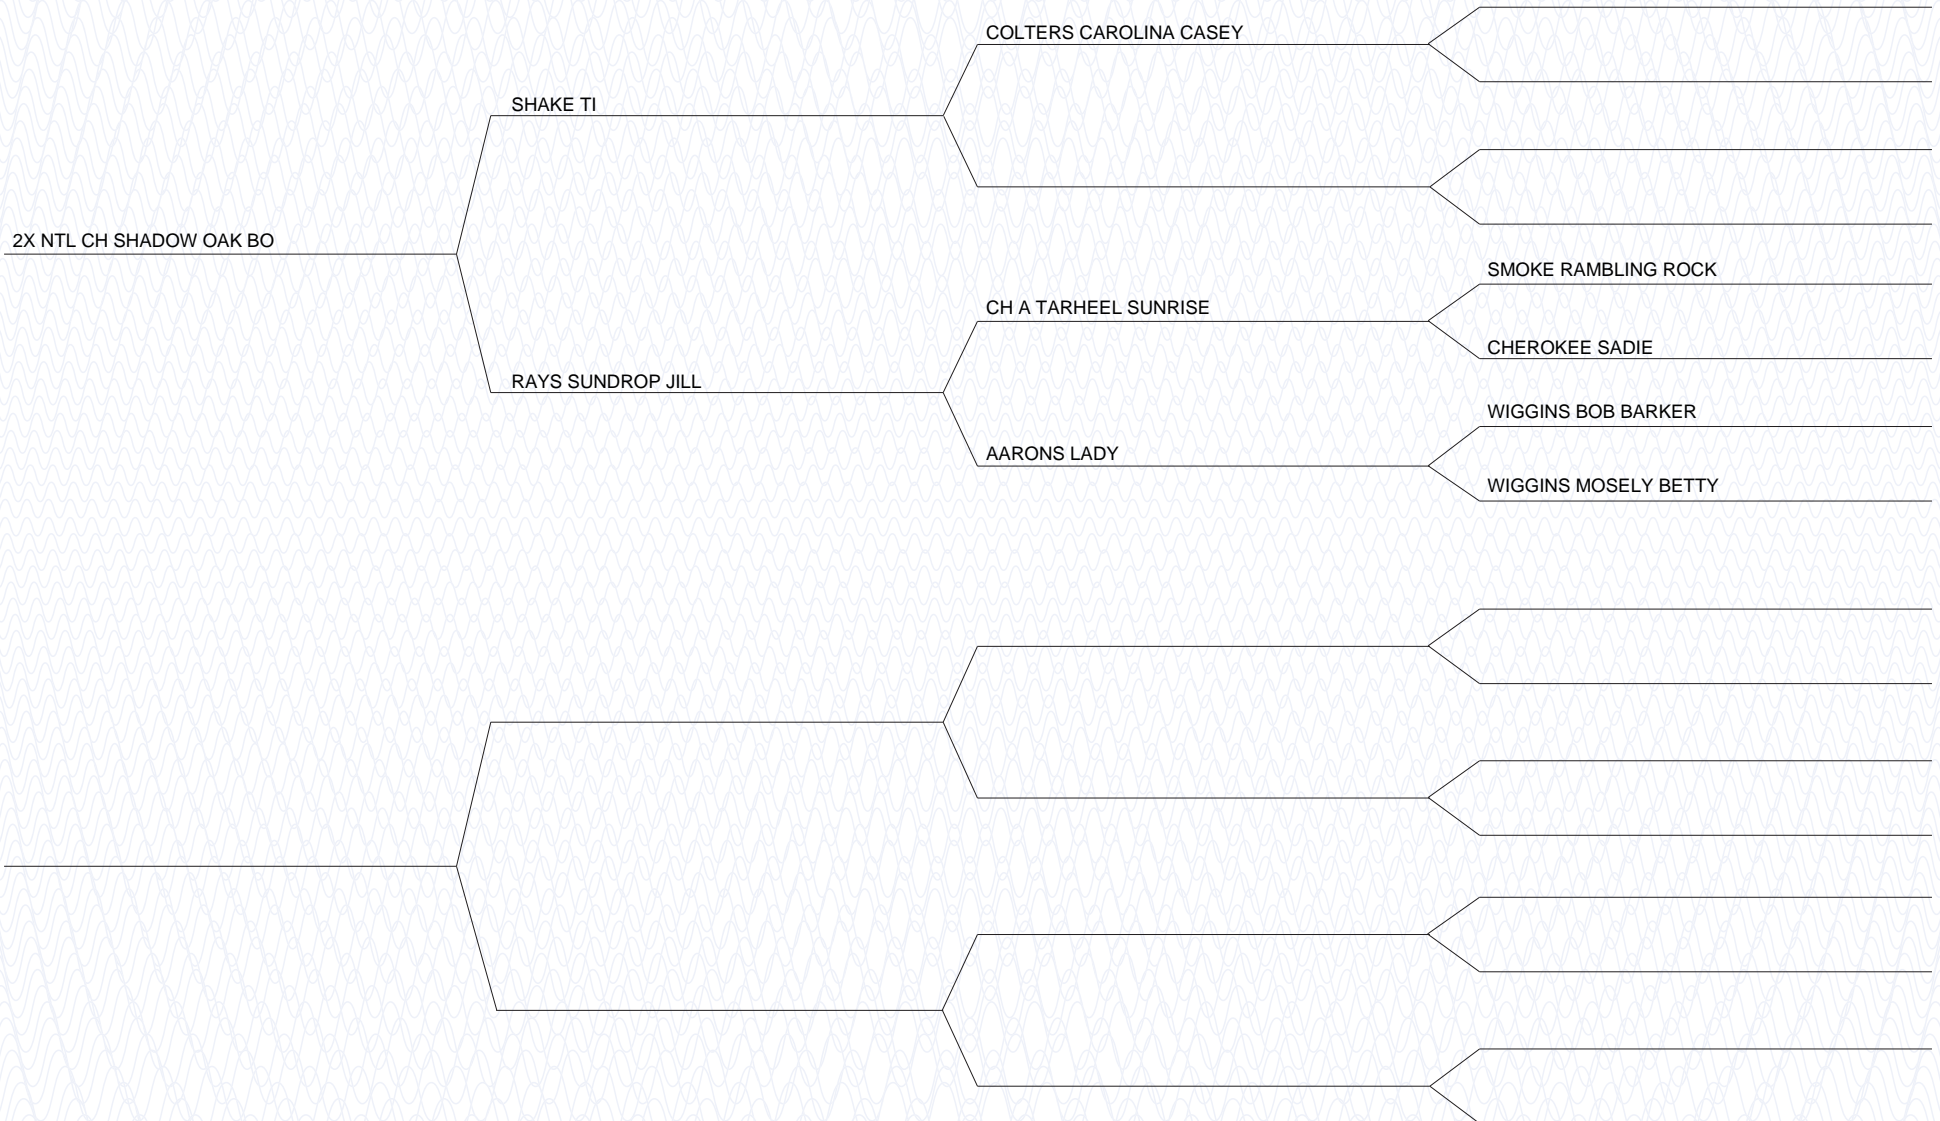 COLTERS CAROLINA CASEY
SHAKE TI
2X NTL CH SHADOW OAK BO
SMOKE RAMBLING ROCK
CH A TARHEEL SUNRISE
CHEROKEE SADIE
RAYS SUNDROP JILL
WIGGINS BOB BARKER
AARONS LADY
WIGGINS MOSELY BETTY